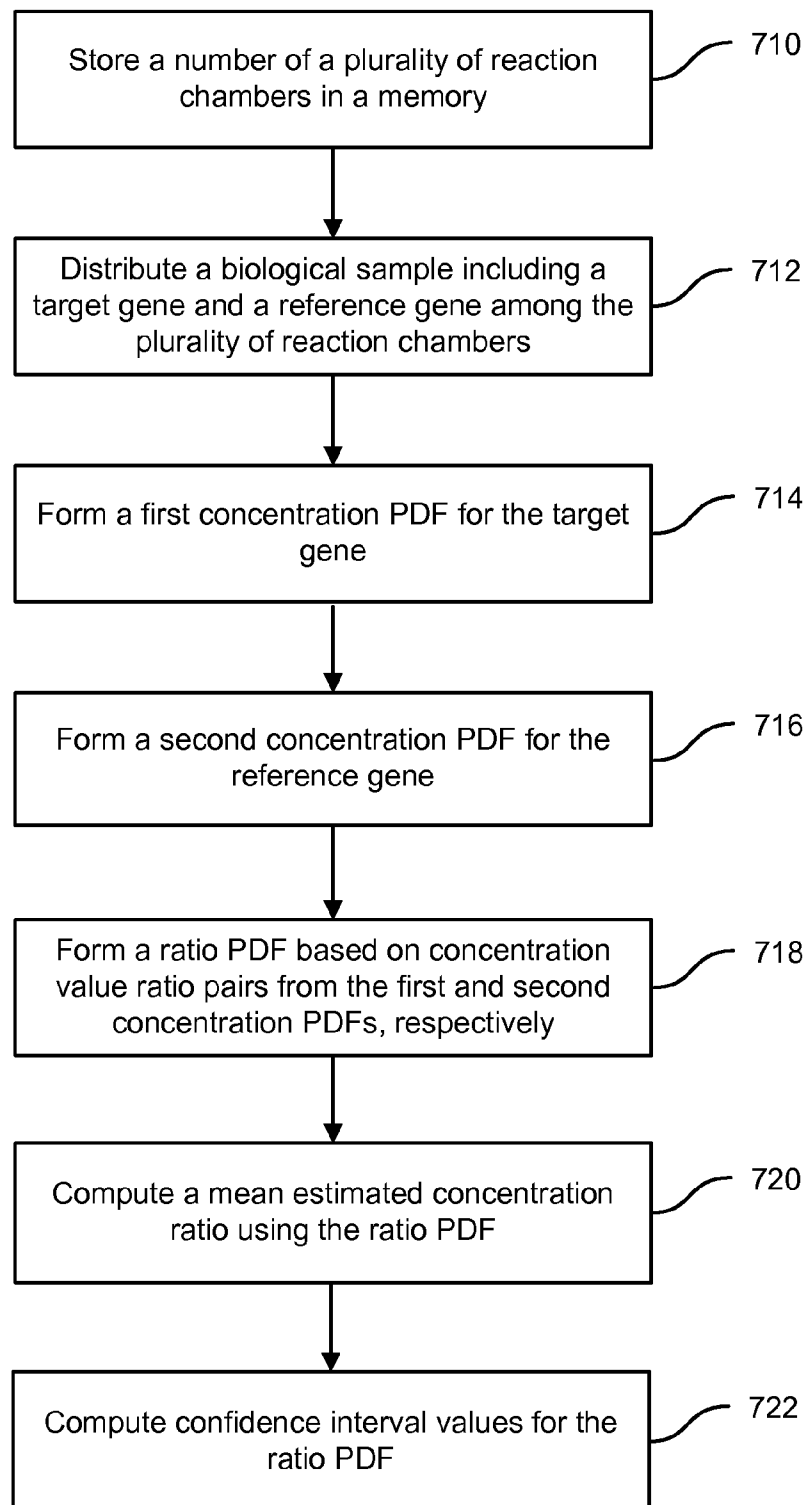 Store a number of a plurality of reaction
chambers in a memory
710
Distribute a biological sample including a
target gene and a reference gene among the
plurality of reaction chambers
712
Form a first concentration PDF for the target
gene
714
Form a second concentration PDF for the
reference gene
716
Form a ratio PDF based on concentration
value ratio pairs from the first and second
concentration PDFs, respectively
718
Compute a mean estimated concentration
ratio using the ratio PDF
720
Compute confidence interval values for the
ratio PDF
722